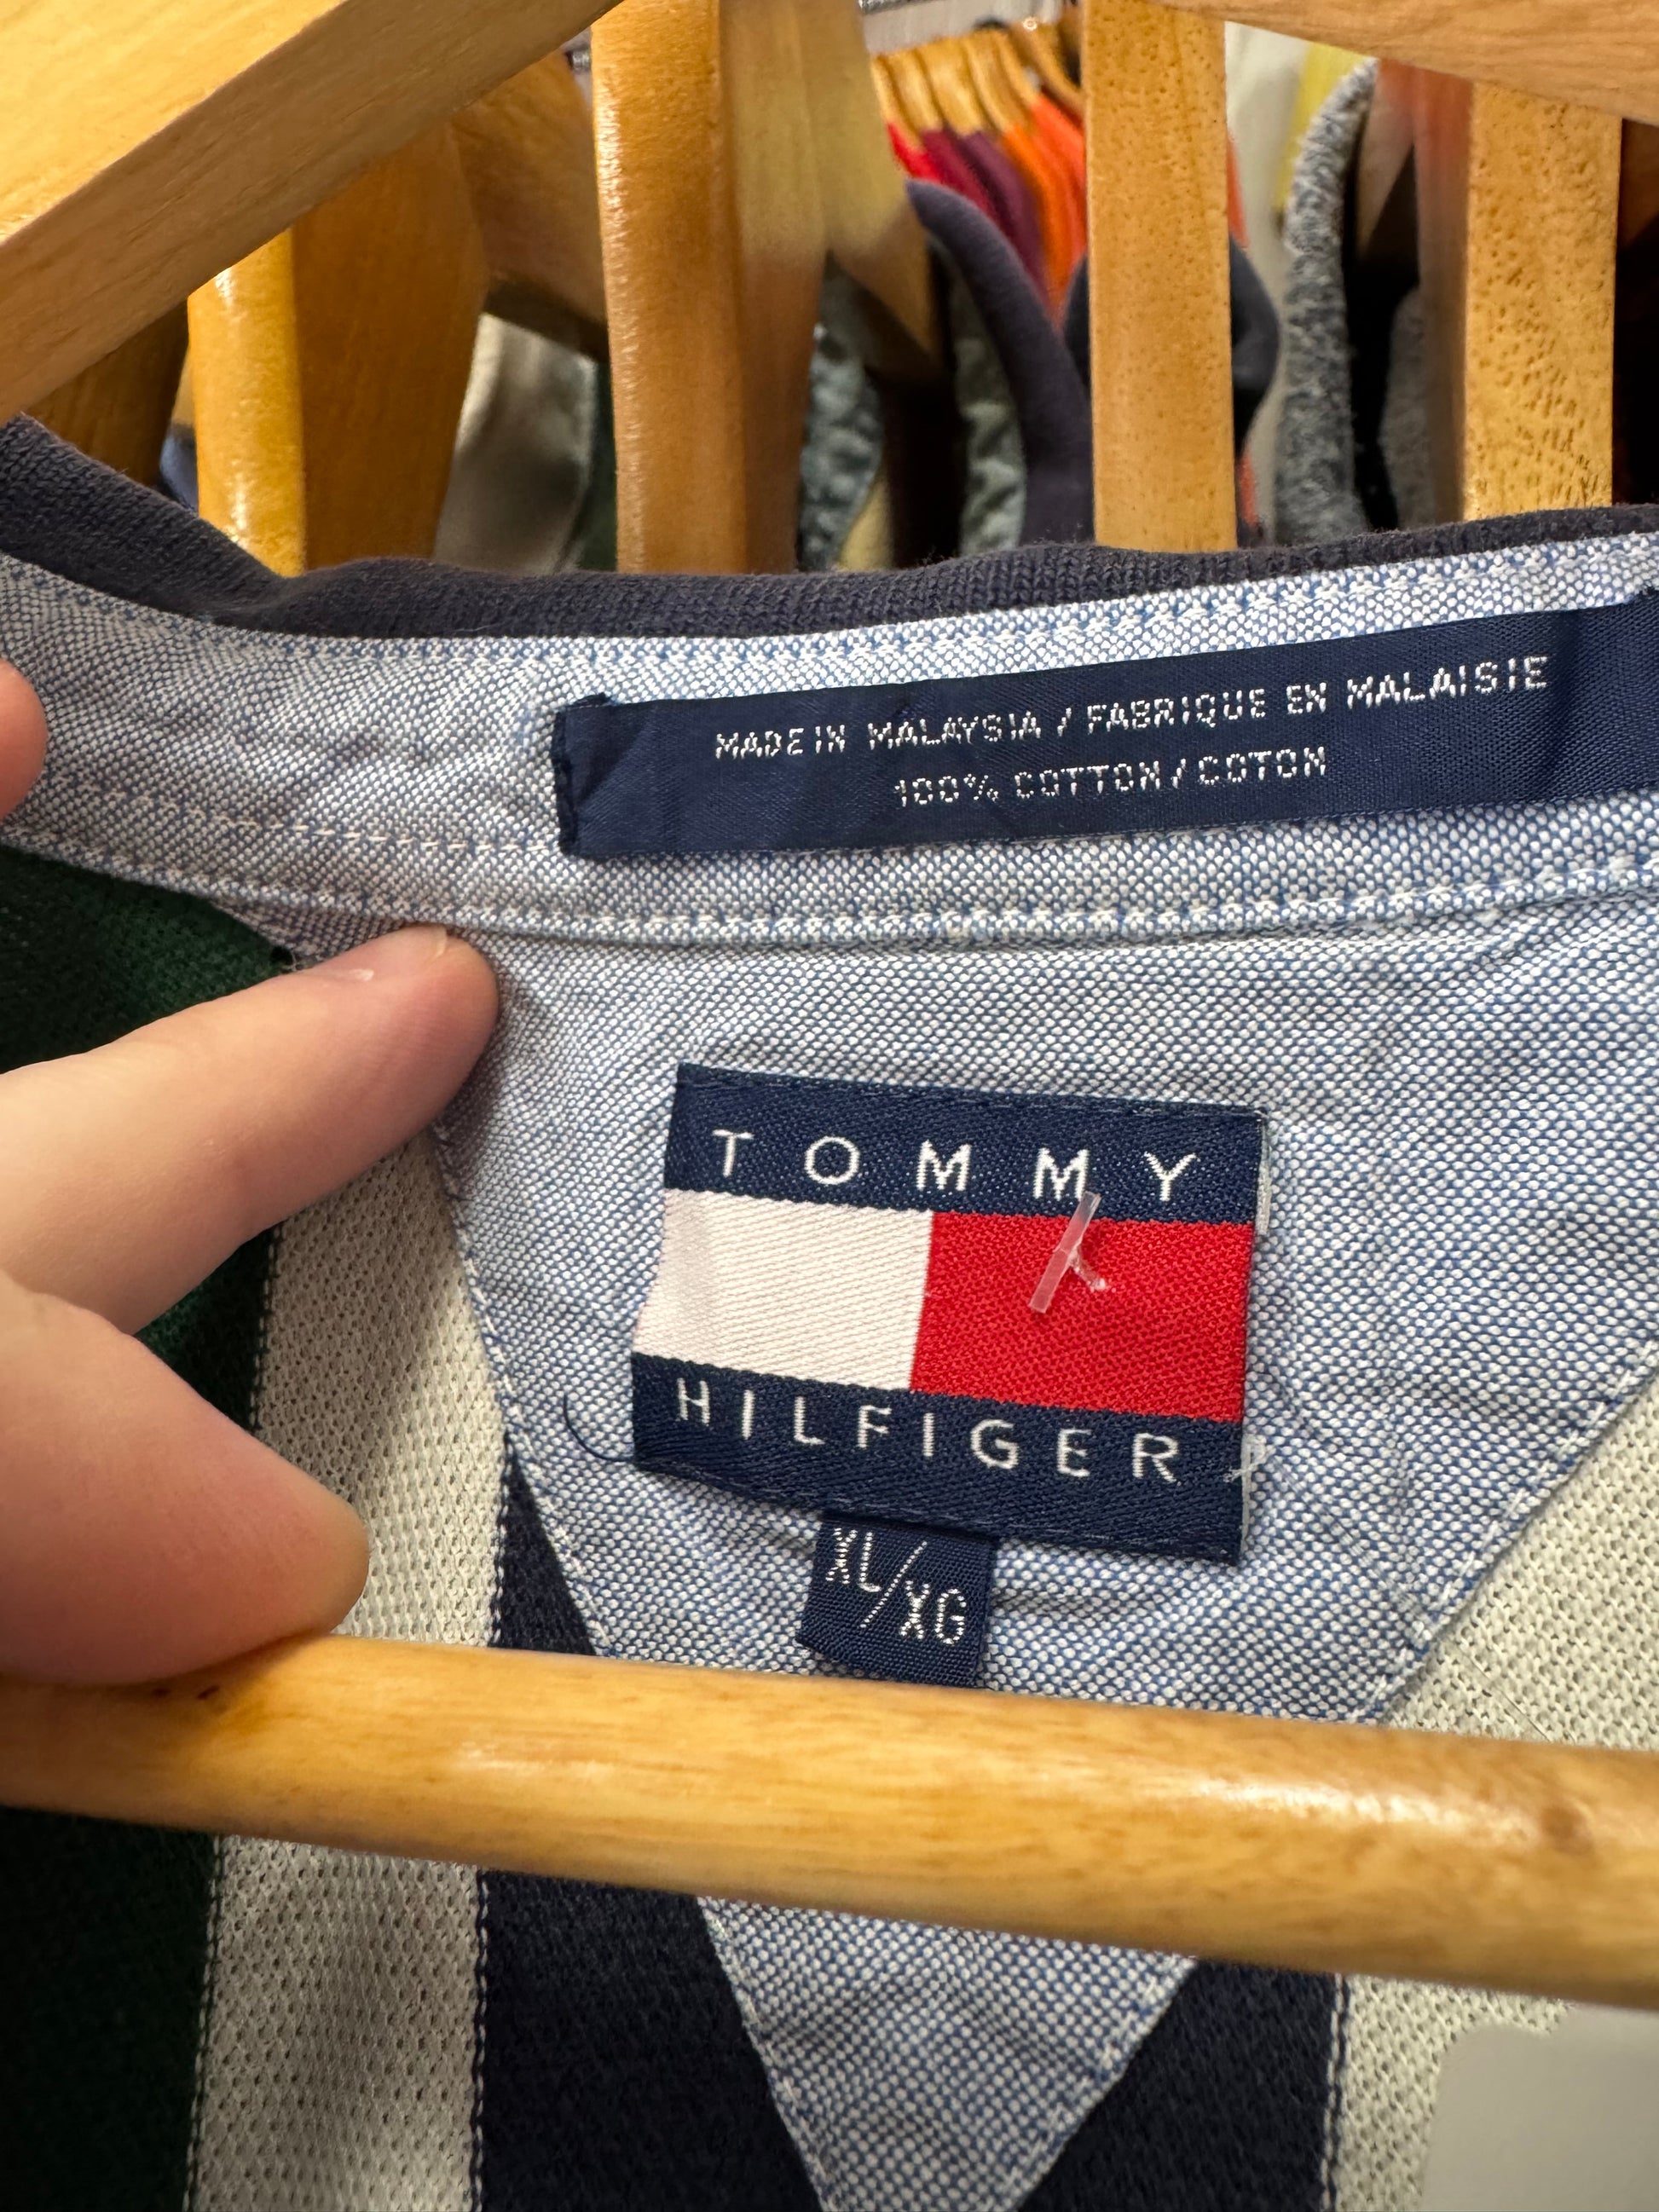 MADE IN MALAYSIA / FABRIQUE EN MALAISIE
100% COTTON / COTON
TOMMY
HILFIGER
XL/XG